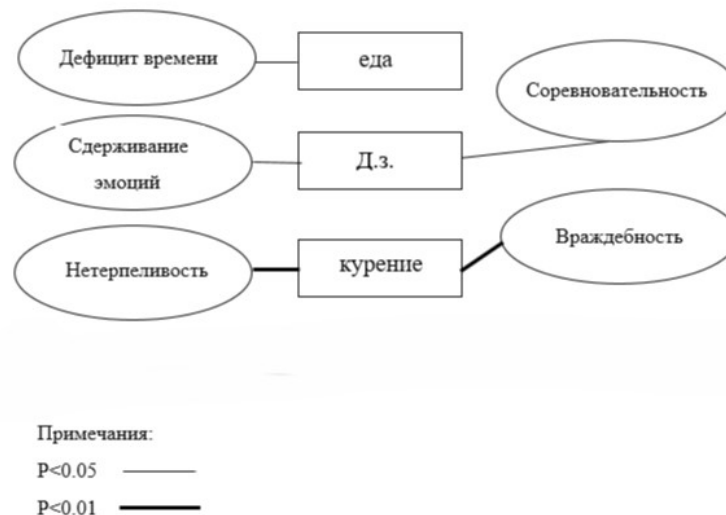 Дефицит времени
еда
Соревновательность
Сдерживание
эмоций
Д.з.
Нетерпеливость
курение
Враждебность
Примечания:
P<0.05
P<0.01